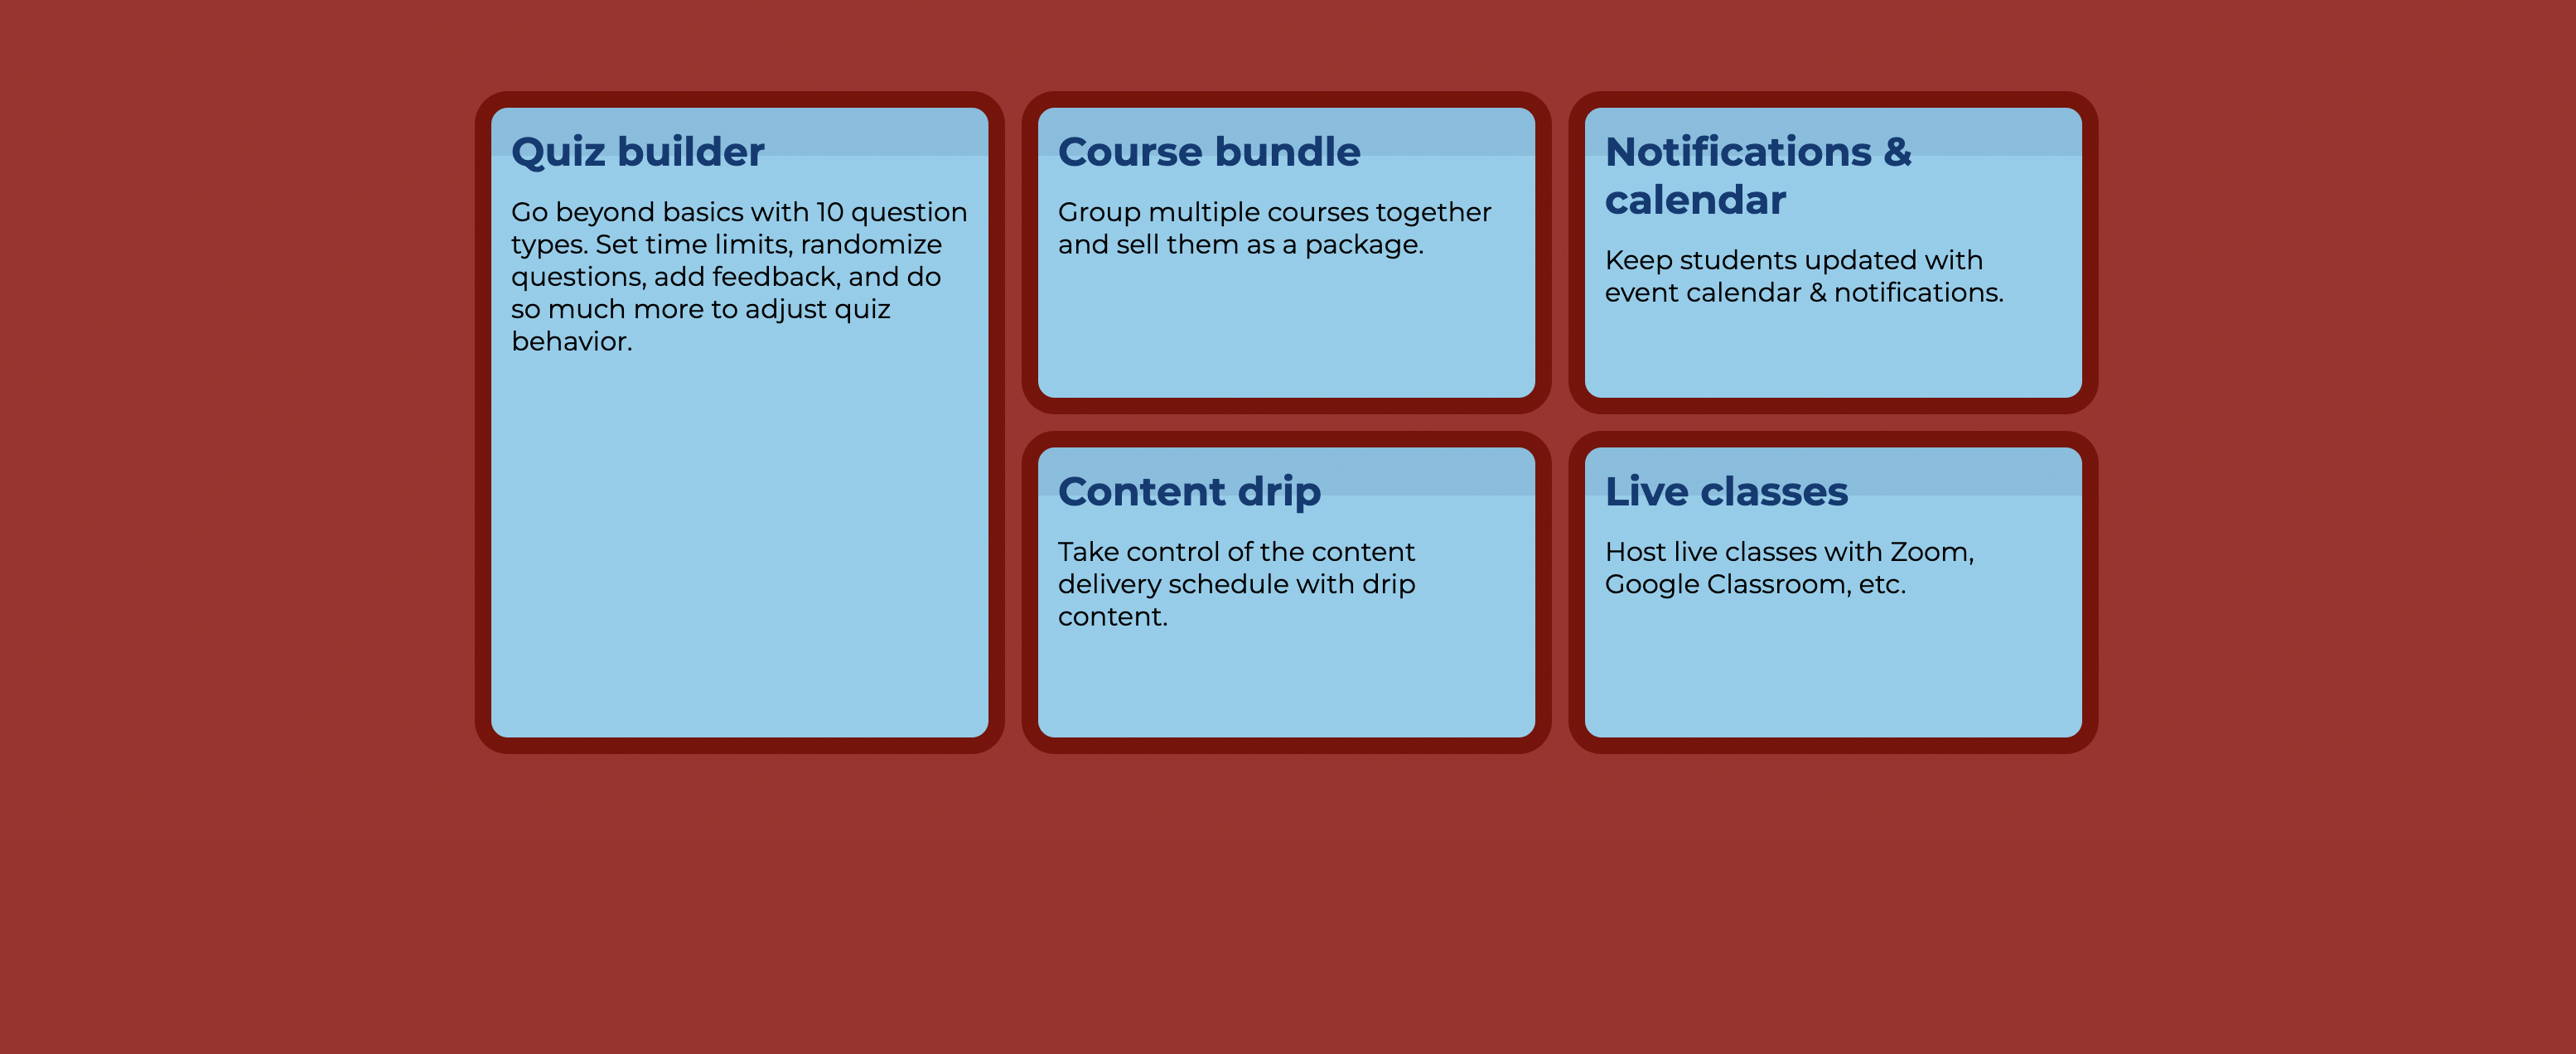 Quiz builder
Go beyond basics with 10 question
types. Set time limits, randomize
questions, add feedback, and do
so much more to adjust quiz
behavior.
Course bundle
Group multiple courses together
and sell them as a package.
Notifications &
calendar
Keep students updated with
event calendar & notifications.
Content drip
Take control of the content
delivery schedule with drip
content.
Live classes
Host live classes with Zoom,
Google Classroom, etc.